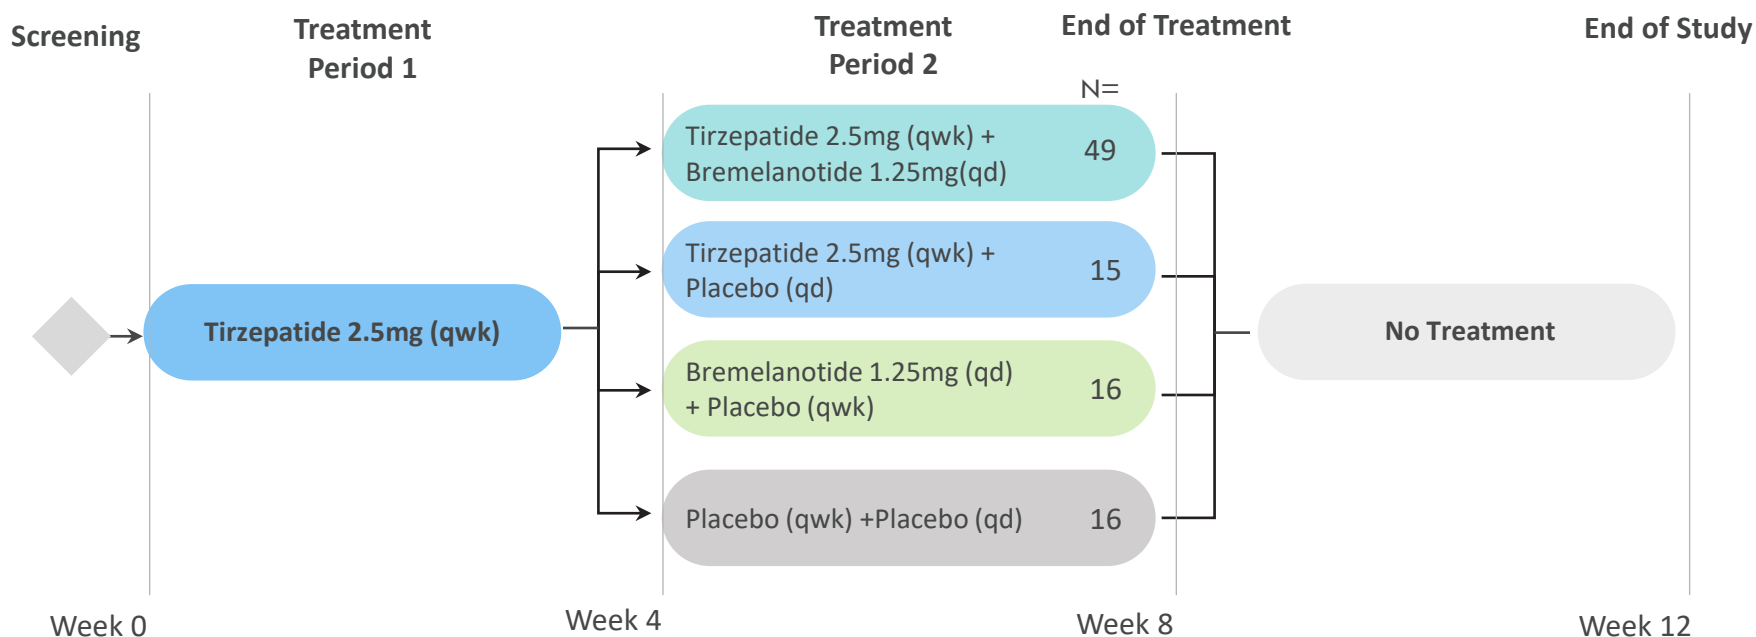 Screening
Treatment
Period 1
Treatment
Period 2
End of Treatment
End of Study
N=
Tirzepatide 2.5mg (qwk) +
Bremelanotide 1.25mg(qd)
49
Tirzepatide 2.5mg (qwk) +
Placebo (qd)
15
Tirzepatide 2.5mg (qwk)
Bremelanotide 1.25mg (qd)
+ Placebo (qwk)
16
Placebo (qwk) +Placebo (qd)
16
No Treatment
Week 0
Week 4
Week 8
Week 12